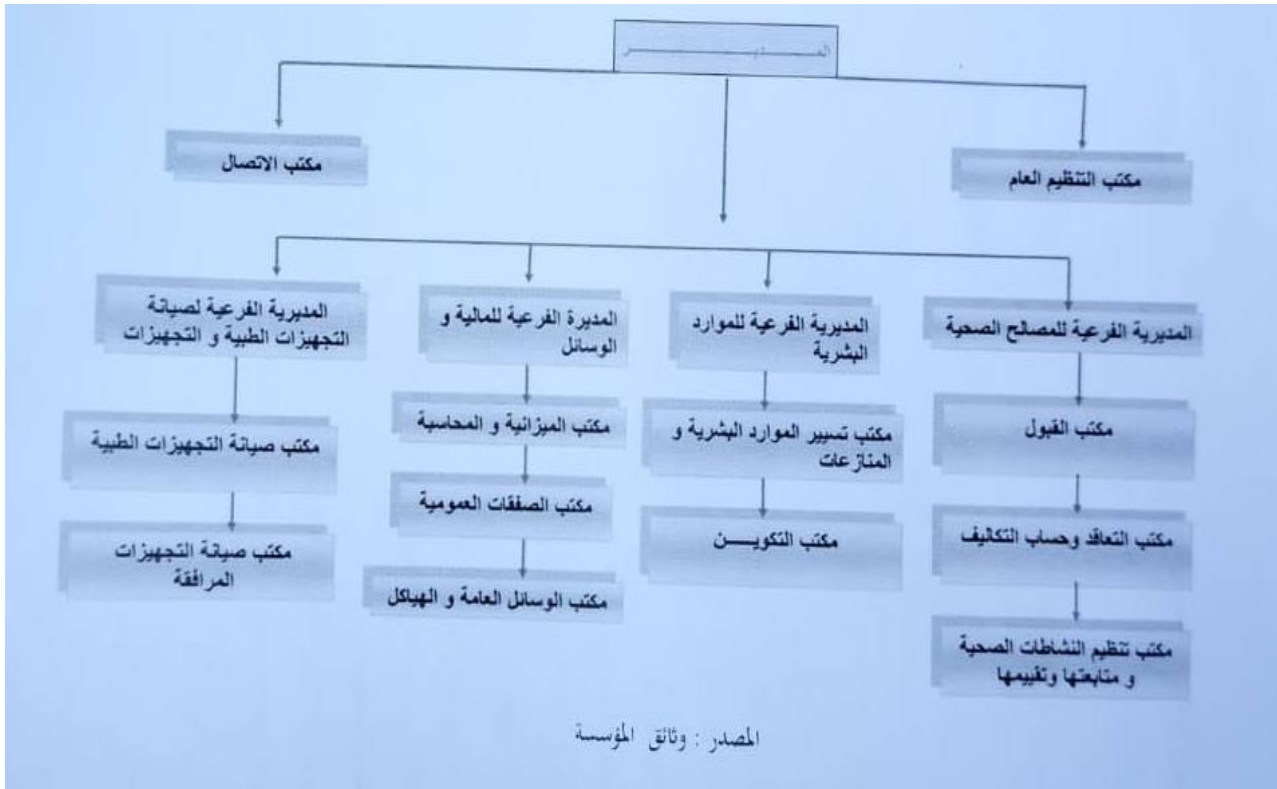 المـــديـــر
مكتب التنظيم العام
مكتب الاتصال
المديرية الفرعية للمصالح الصحية
المديرية الفرعية للموارد
البشرية
المديرة الفرعية للمالية و
الوسائل
المديرية الفرعية لصيانة
التجهيزات الطبية و التجهيزات
مكتب القبول
مكتب تسيير الموارد البشرية و
المنازعات
مكتب الميزانية و المحاسبة
مكتب صيانة التجهيزات الطبية
مكتب التعاقد وحساب التكاليف
مكتب التكويـــن
مكتب الصفقات العمومية
مكتب صيانة التجهيزات
المرافقة
مكتب الوسائل العامة و الهياكل
مكتب تنظيم النشاطات الصحية
و متابعتها وتقييمها
المصدر : وثائق المؤسسة